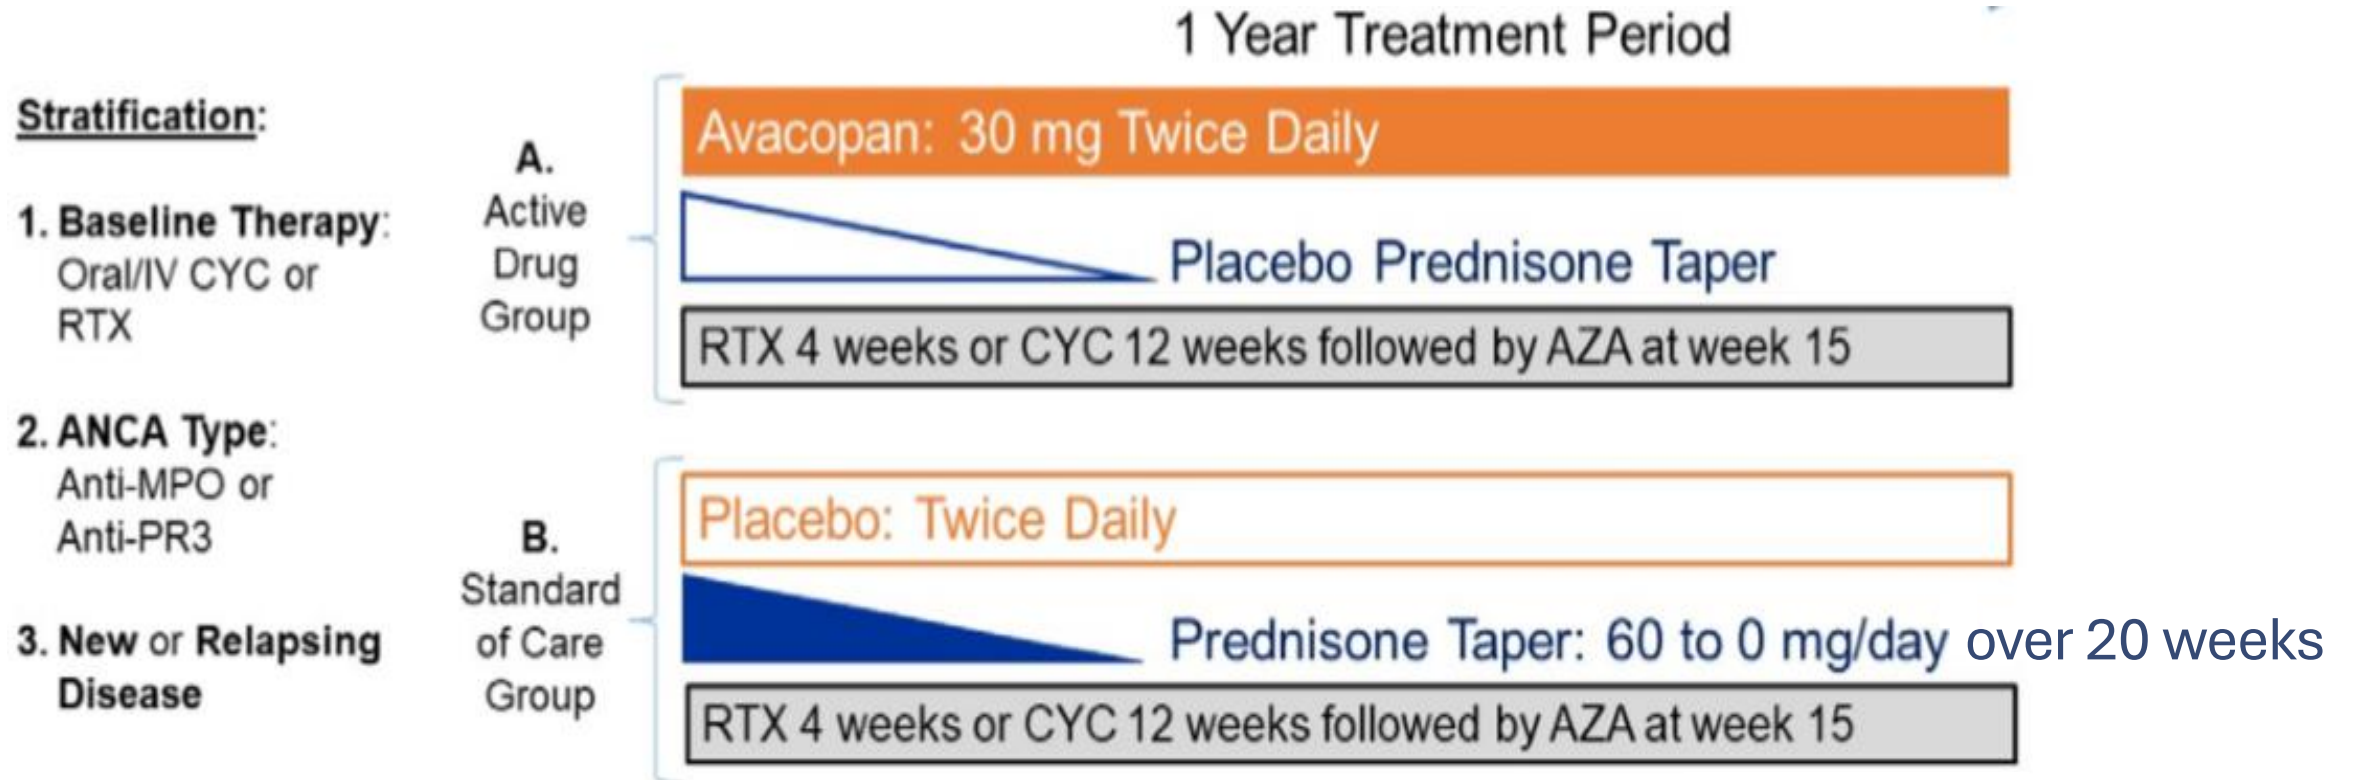 1 Year Treatment Period
Stratification:
1. Baseline Therapy:
Oral/IV CYC or
RTX
2. ANCA Type:
Anti-MPO or
Anti-PR3
3. New or Relapsing
Disease
A.
Active
Drug
Group
Avacopan: 30 mg Twice Daily
Placebo Prednisone Taper
RTX 4 weeks or CYC 12 weeks followed by AZA at week 15
B.
Standard
of Care
Group
Placebo: Twice Daily
Prednisone Taper: 60 to 0 mg/day over 20 weeks
RTX 4 weeks or CYC 12 weeks followed by AZA at week 15